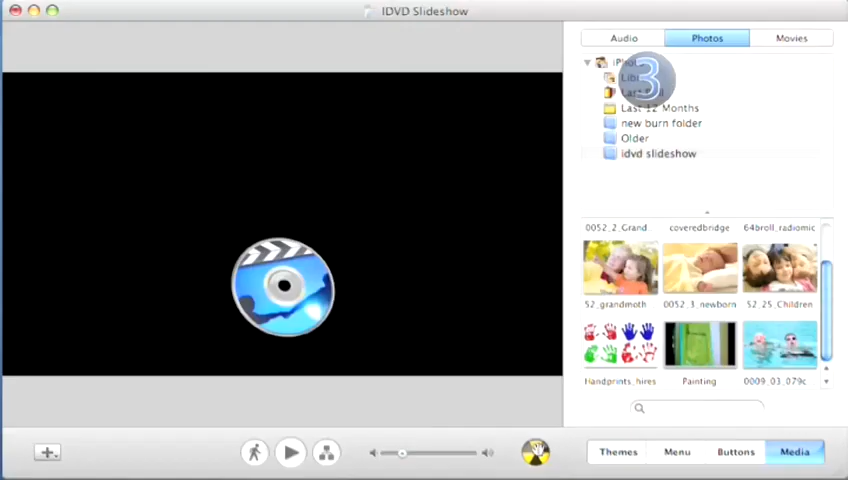 IDVD Slideshow
Audio Photos Movies
3
Last 12 Months
new burn folder
Older
idvd slideshow
0052_2_Grand coveredbridge 64broll_radiomic
52_grandmoth 0052_3_newborn 52_25_Children
Handprints_hires Painting 0009_03_079c
Themes Menu Buttons Media